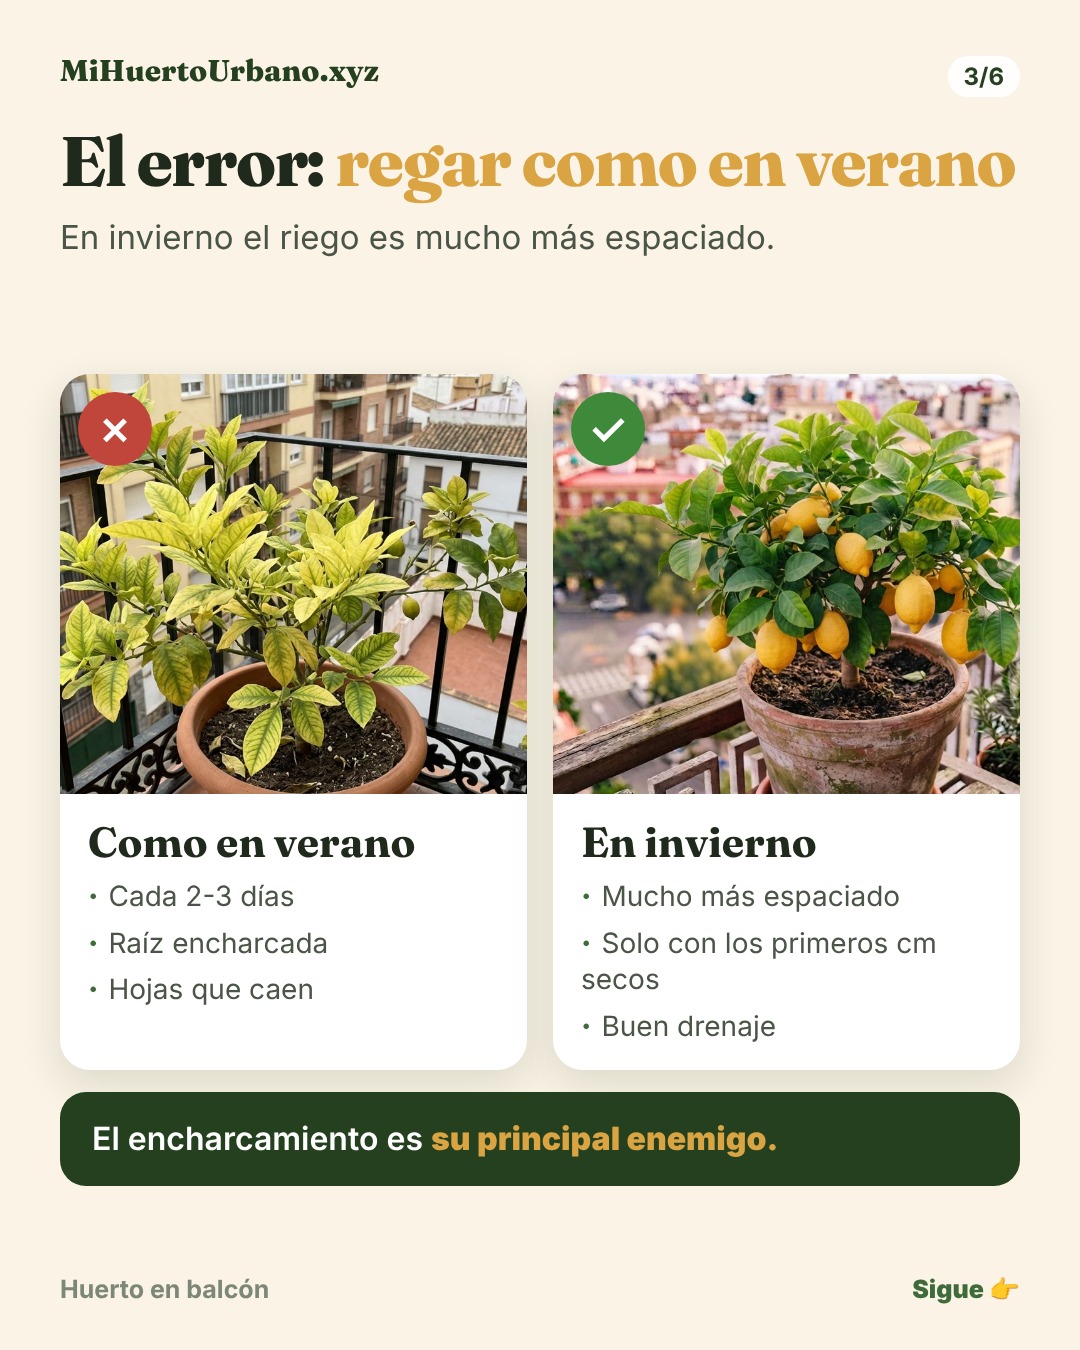 MiHuertoUrbano.xyz
3/6
El error: regar como en verano
En invierno el riego es mucho más espaciado.
Como en verano
• Cada 2-3 días
• Raíz encharcada
• Hojas que caen
En invierno
• Mucho más espaciado
• Solo con los primeros cm
secos
• Buen drenaje
El encharcamiento es su principal enemigo.
Huerto en balcón
Sigue 👉